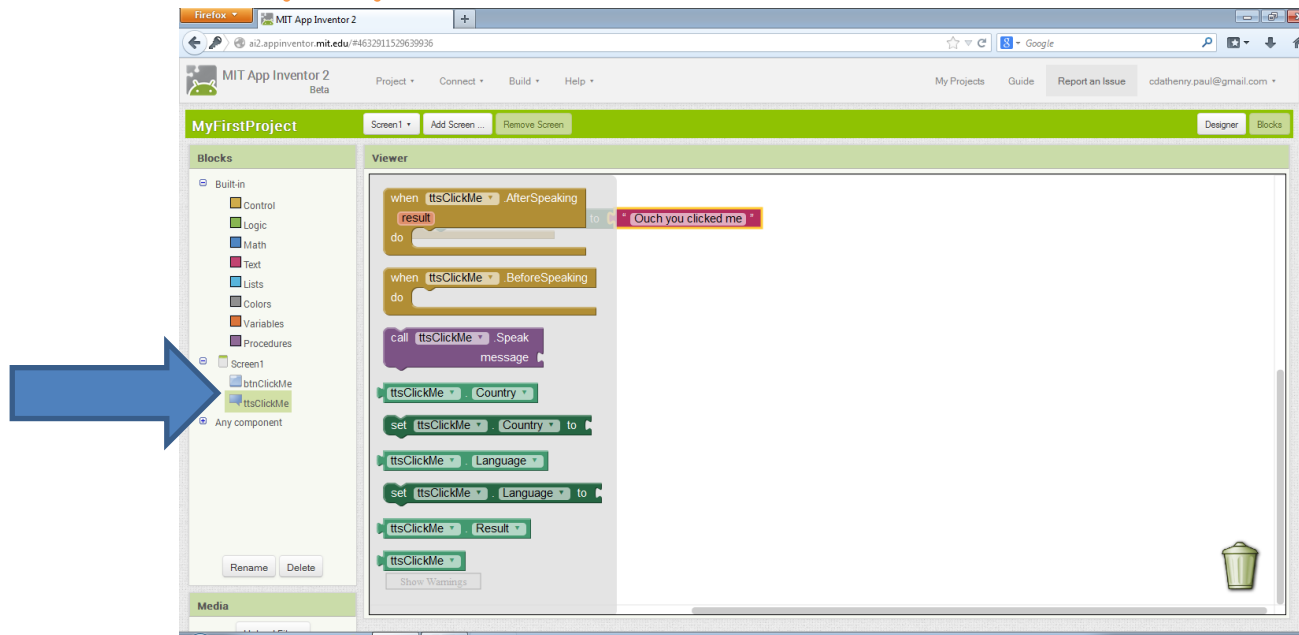 Firefox
MIT App Inventor 2
+
ai2.appinventor.mit.edu/#4632911529639936
Google
MIT App Inventor 2
Beta
Project
Connect
Build
Help
My Projects
Guide
Report an Issue
cdathenry.paul@gmail.com
MyFirstProject
Screen1
Add Screen ...
Remove Screen
Designer
Blocks
Blocks
Viewer
Built-in
Control
Logic
Math
Text
Lists
Colors
Variables
Procedures
Screen1
btnClickMe
ttsClickMe
Any component
Rename
Delete
Media
when ttsClickMe .AfterSpeaking
result
do
to
" Ouch you clicked me "
when ttsClickMe .BeforeSpeaking
do
call ttsClickMe .Speak
message
ttsClickMe . Country
set ttsClickMe . Country to
ttsClickMe . Language
set ttsClickMe . Language to
ttsClickMe . Result
ttsClickMe
Show Warnings